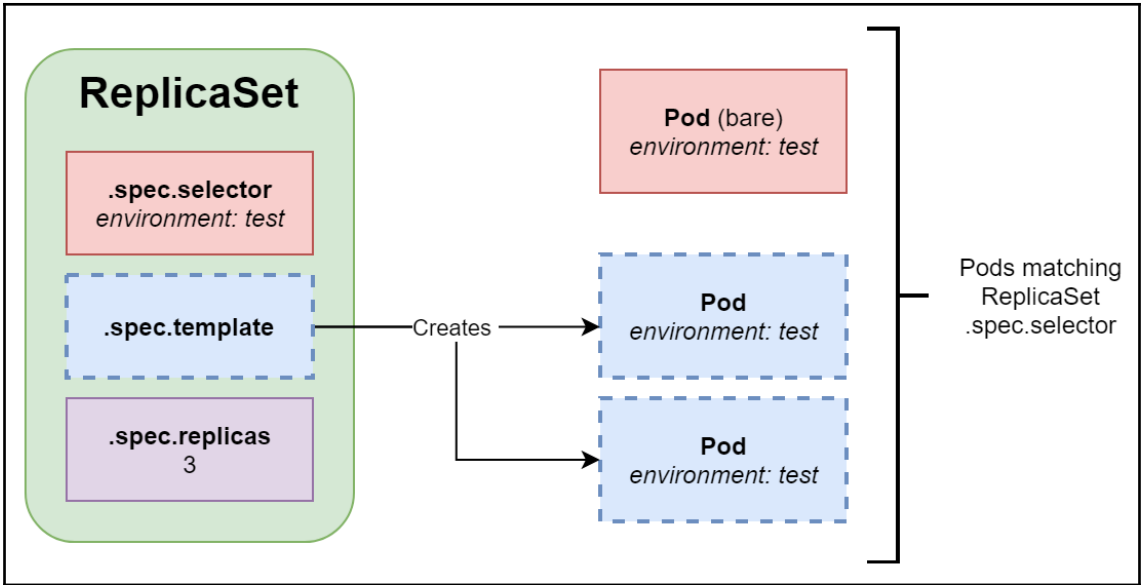 ReplicaSet
.spec.selector
environment: test
.spec.template
.spec.replicas
3
Creates
Pod (bare)
environment: test
Pod
environment: test
Pod
environment: test
Pods matching
ReplicaSet
.spec.selector